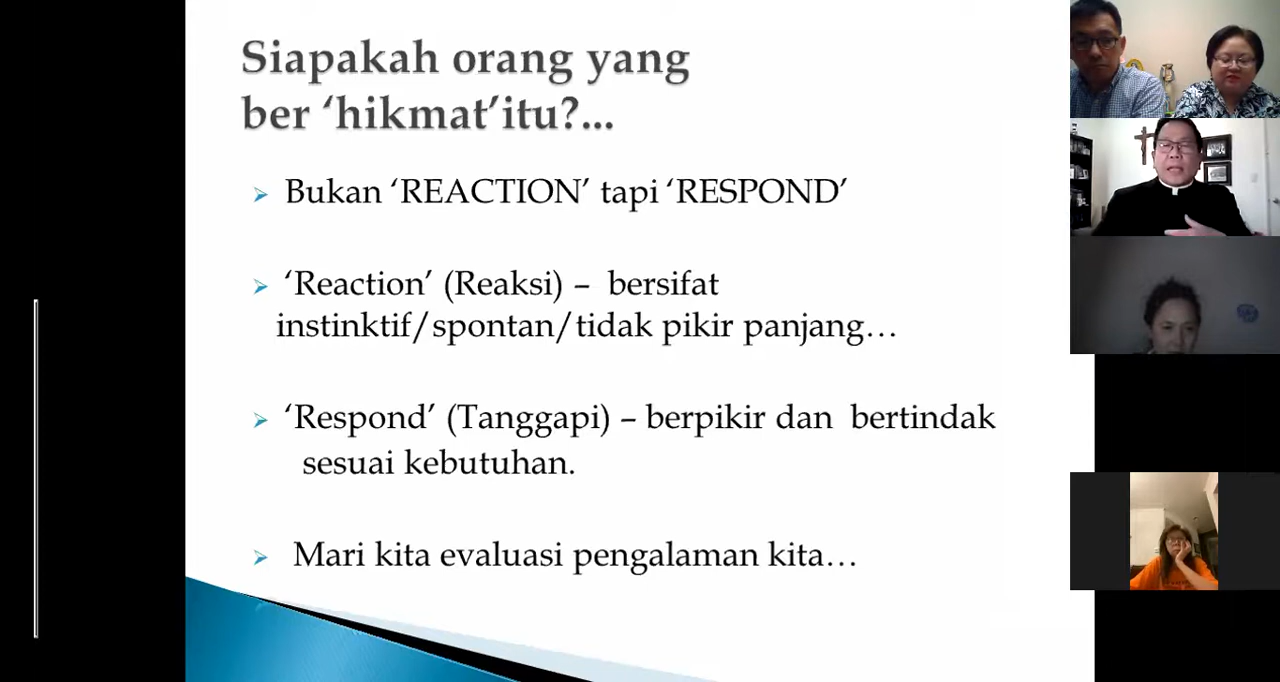 Siapakah orang yang
ber ‘hikmat’itu?...
Bukan ‘REACTION’ tapi ‘RESPOND’
‘Reaction’ (Reaksi) – bersifat
instinktif/spontan/tidak pikir panjang…
‘Respond’ (Tanggapi) – berpikir dan bertindak
sesuai kebutuhan.
Mari kita evaluasi pengalaman kita…